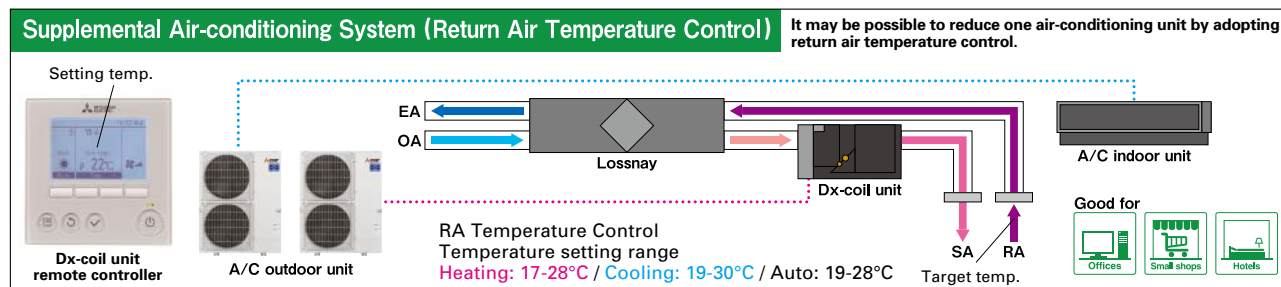 Supplemental Air-conditioning System (Return Air Temperature Control)
It may be possible to reduce one air-conditioning unit by adopting
return air temperature control.
Setting temp.
MITSUBISHI
ELECTRIC
22°C
EA
OA
Lossnay
Dx-coil unit
A/C indoor unit
Dx-coil unit
remote controller
A/C outdoor unit
RA Temperature Control
Temperature setting range
Heating: 17-28°C / Cooling: 19-30°C / Auto: 19-28°C
SA
RA
Target temp.
Good for
Offices
Small shops
Hotels